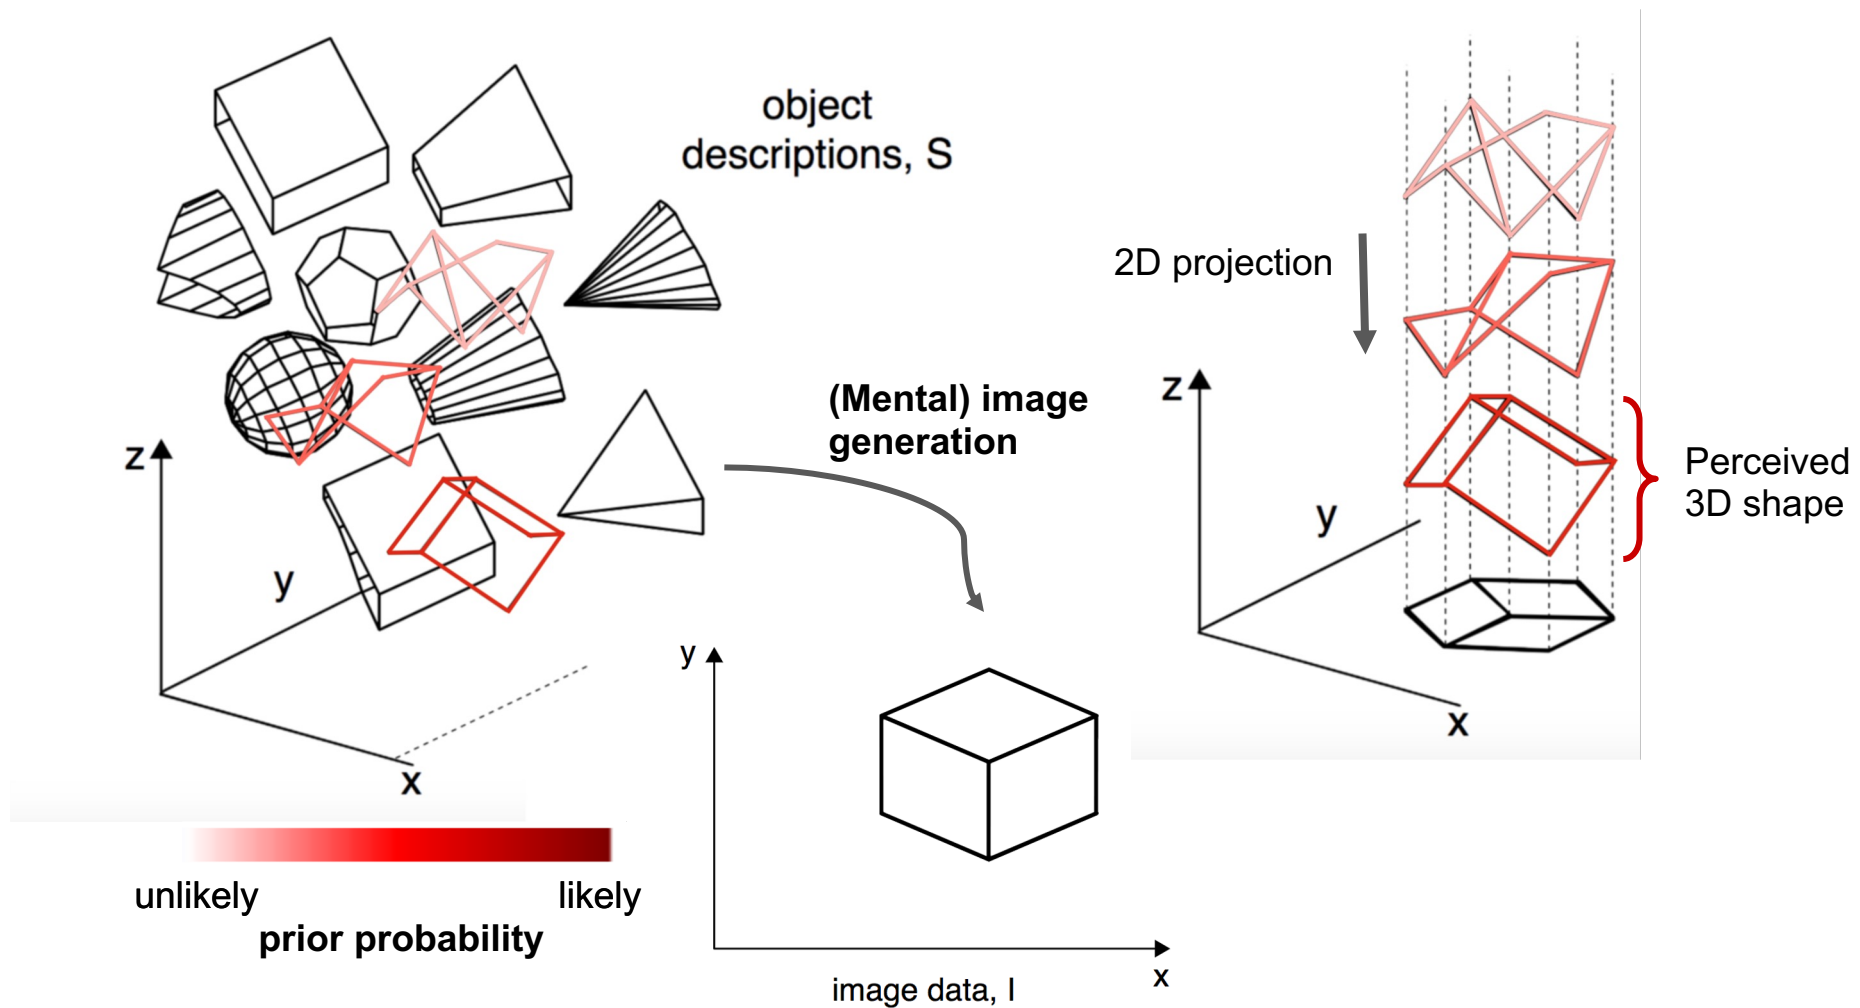 object
descriptions, S
2D projection
(Mental) image
generation
Perceived
3D shape
z
y
x
z
y
x
unlikely
likely
prior probability
y
x
image data, I